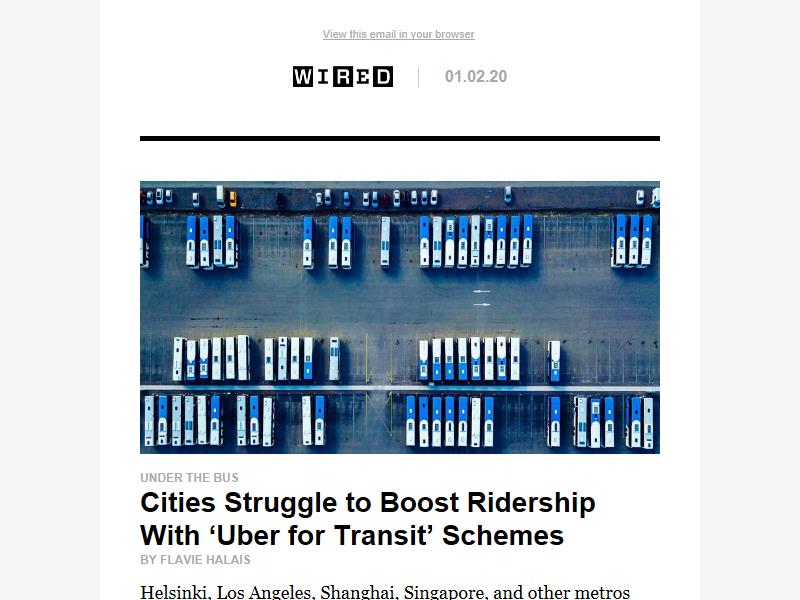 View this email in your browser
WIRED
01.02.20
UNDER THE BUS
Cities Struggle to Boost Ridership
With ‘Uber for Transit’ Schemes
BY FLAVIE HALAIS
Helsinki, Los Angeles, Shanghai, Singapore, and other metros